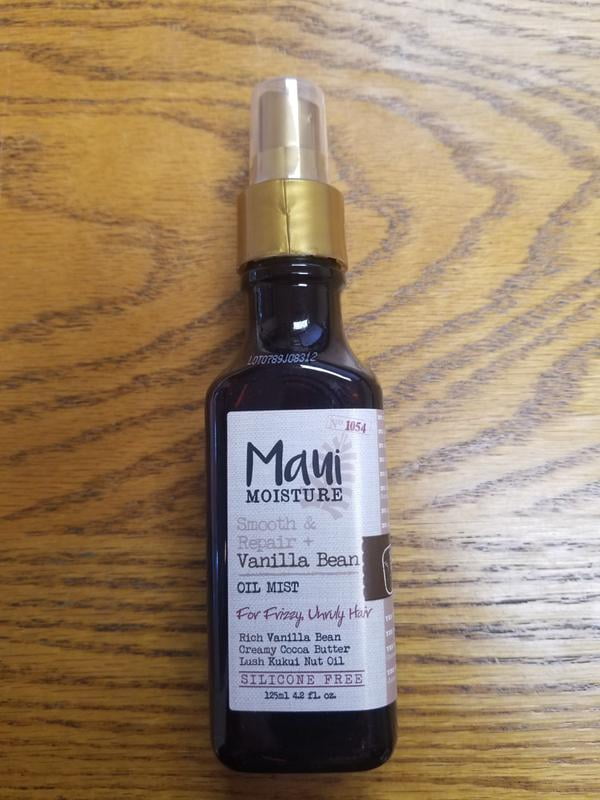 LOT0789J08312
Nº 1054
Maui
MOISTURE
Smooth &
Repair +
Vanilla Bean
OIL MIST
For Frizzy, Unruly Hair
Rich Vanilla Bean
Creamy Cocoa Butter
Lush Kukui Nut Oil
SILICONE FREE
125ml 4.2 fl. oz.